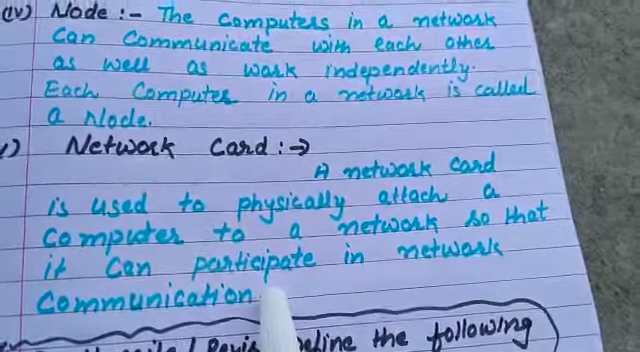 (iv) Node :- The Computers in a network
Can Communicate with each other
as well as work independently.
Each Computer in a network is called
a Node.
Network Card :→
A network Card
is used to physically attach a
Computer to a network so that
it Can participate in network
Communication.
Define the following